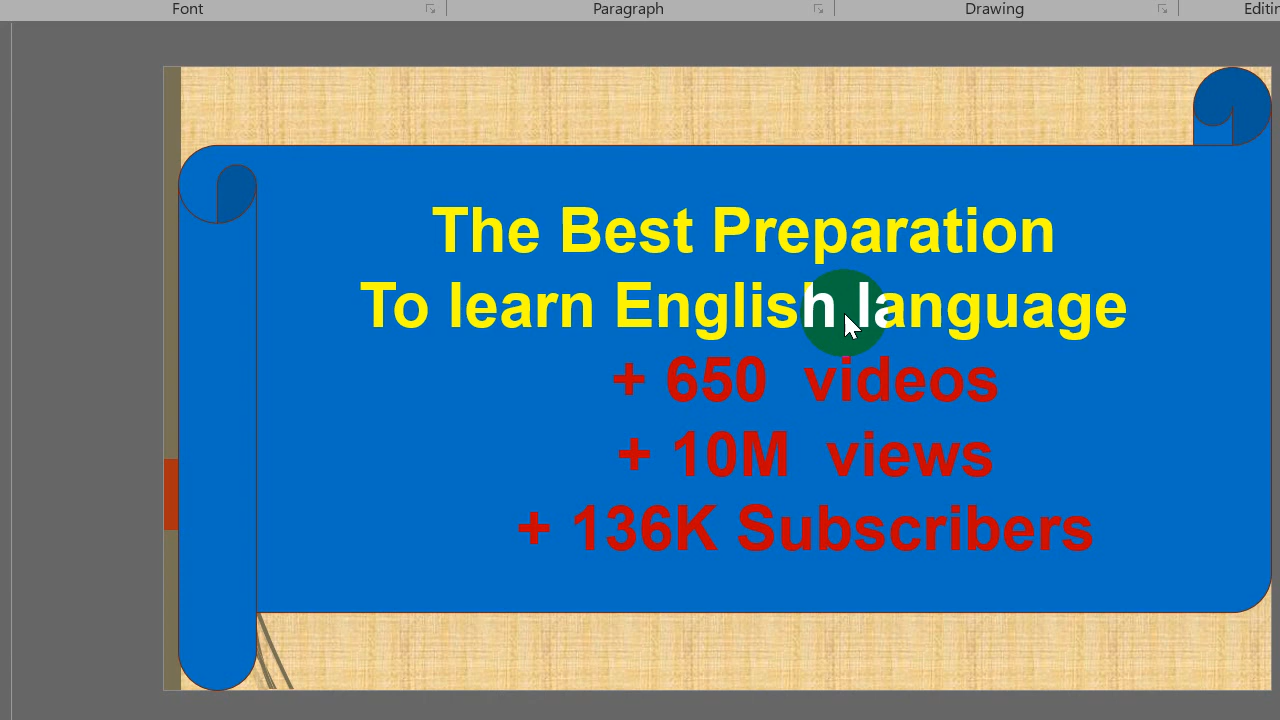 Font
Paragraph
Drawing
The Best Preparation
To learn English language
+ 650 videos
+ 10M views
+ 136K Subscribers